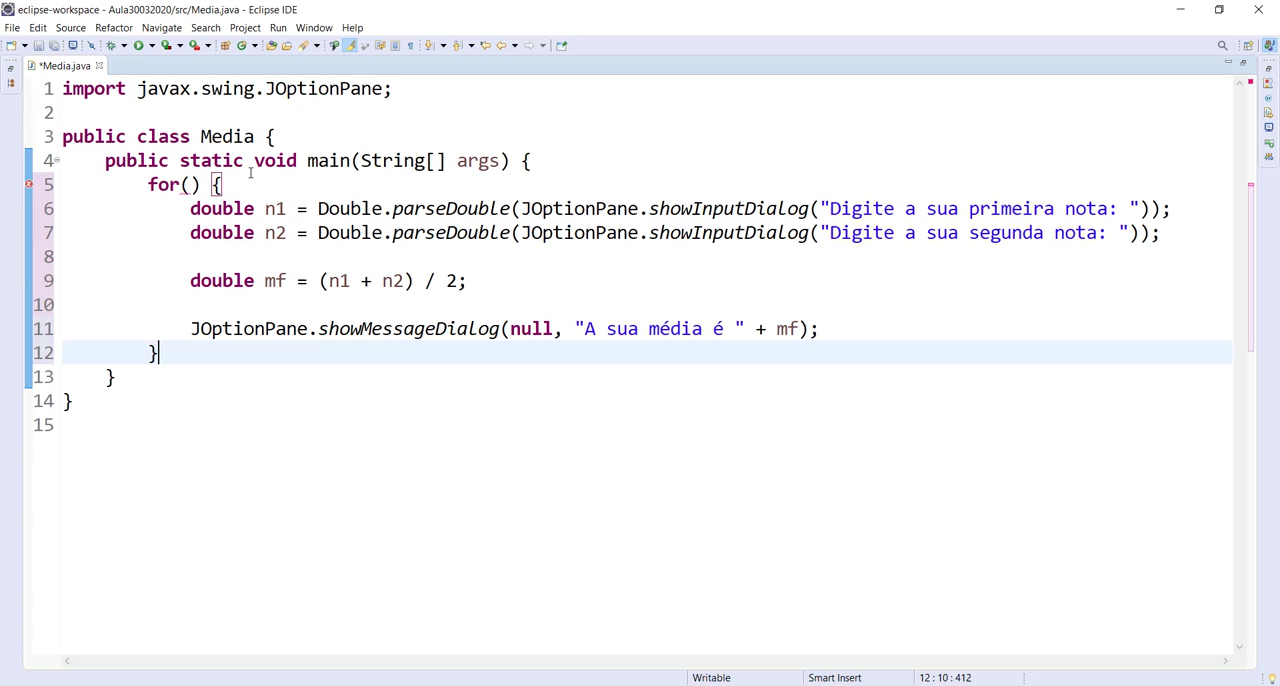 eclipse-workspace - Aula30032020/src/Media.java - Eclipse IDE
File Edit Source Refactor Navigate Search Project Run Window Help
*Media.java
1 import javax.swing.JOptionPane;
2
3 public class Media {
4 public static void main(String[] args) {
5 for() {
6 double n1 = Double.parseDouble(JOptionPane.showInputDialog("Digite a sua primeira nota: "));
7 double n2 = Double.parseDouble(JOptionPane.showInputDialog("Digite a sua segunda nota: "));
8
9 double mf = (n1 + n2) / 2;
10
11 JOptionPane.showMessageDialog(null, "A sua média é " + mf);
12 }
13 }
14 }
15
Writable Smart Insert 12 : 10 : 412